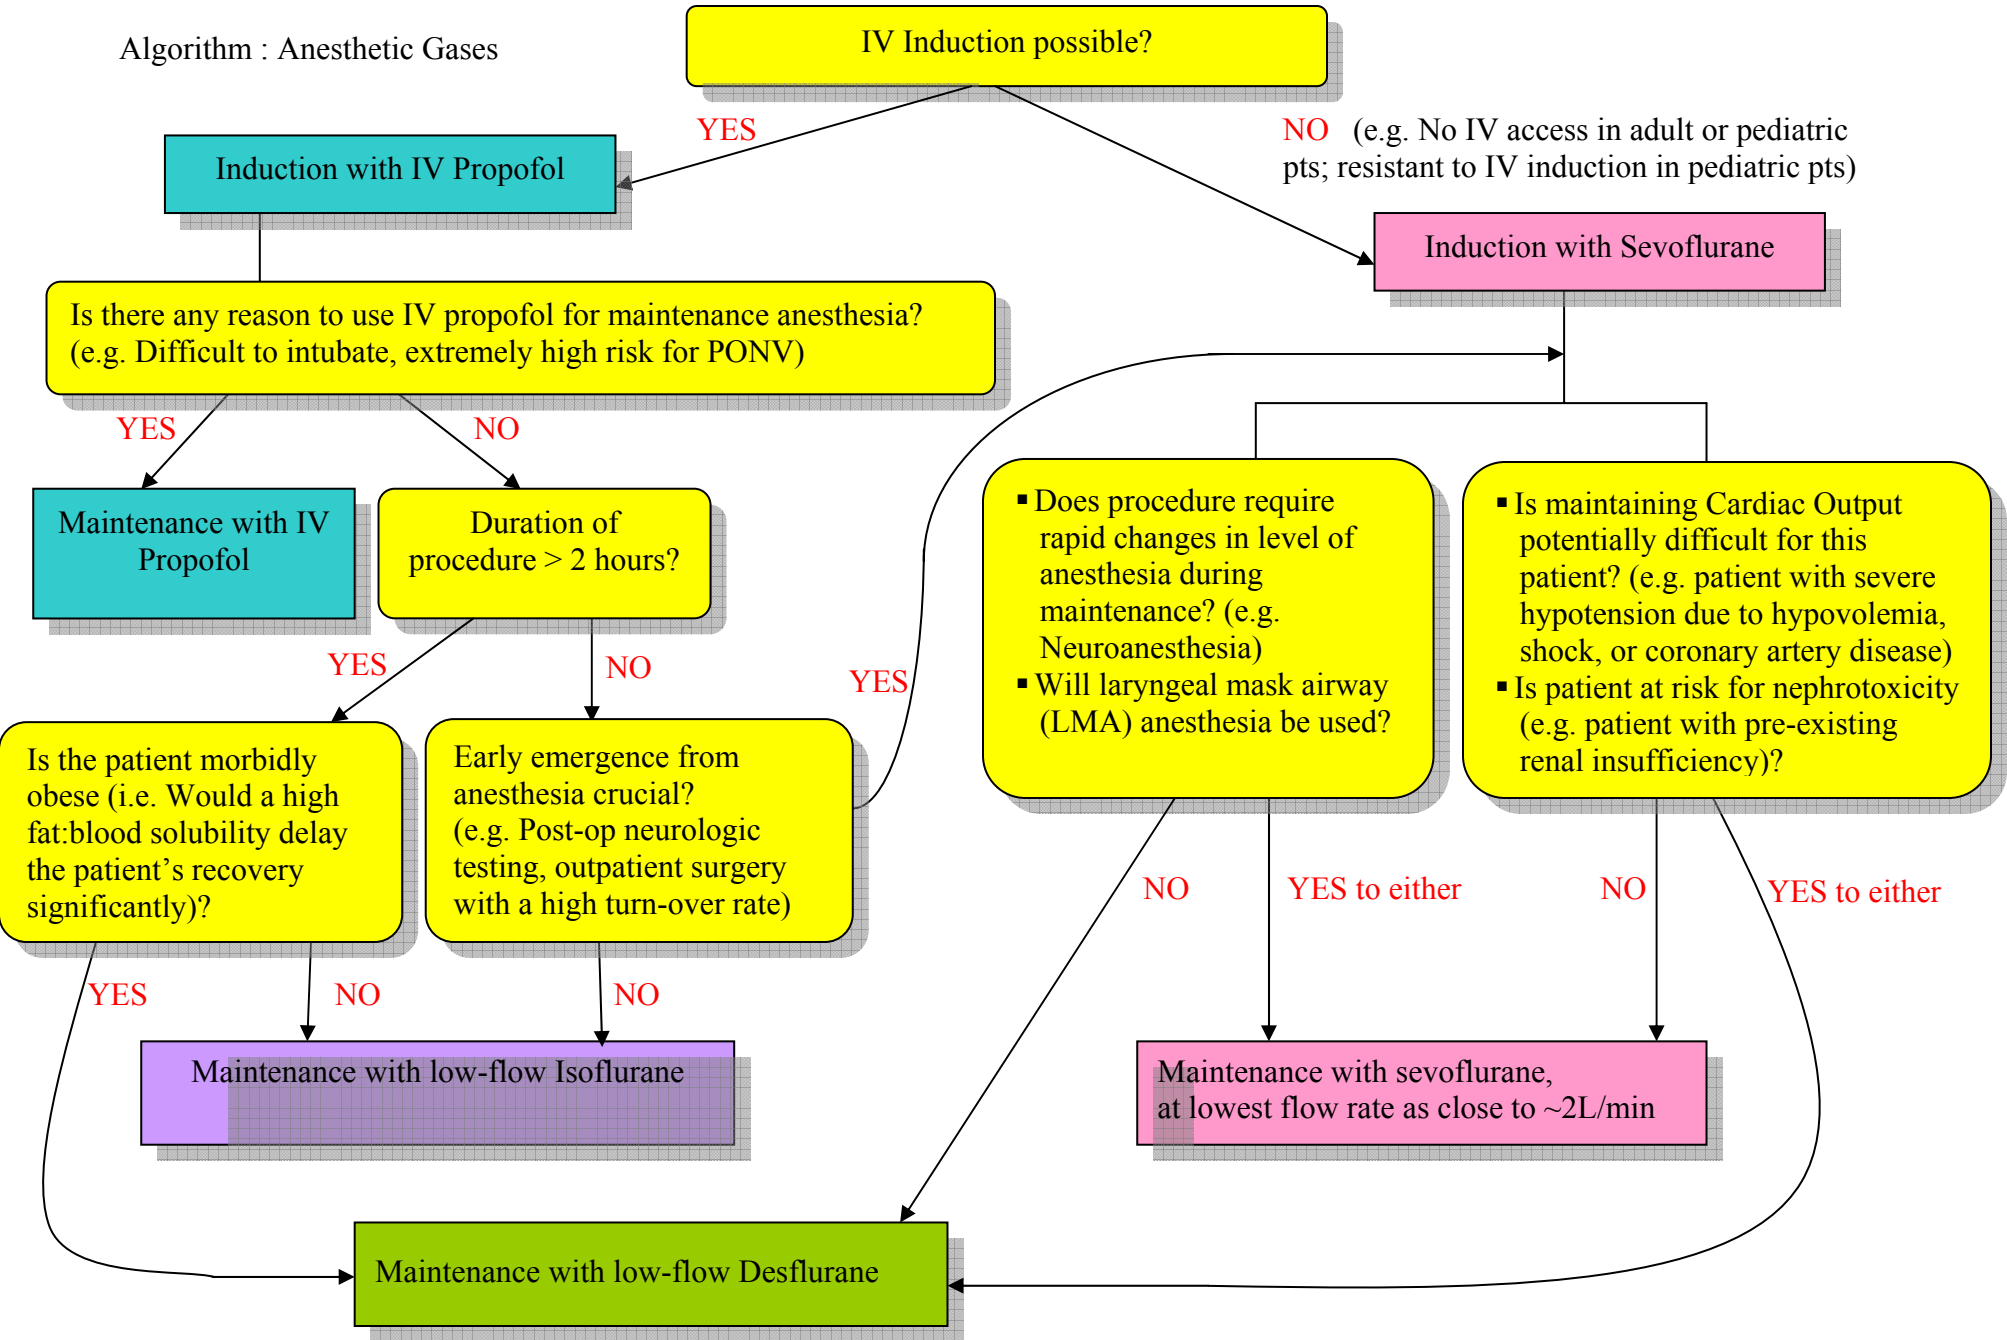 Algorithm : Anesthetic Gases
IV Induction possible?
YES
NO (e.g. No IV access in adult or pediatric
pts; resistant to IV induction in pediatric pts)
Induction with IV Propofol
Induction with Sevoflurane
Is there any reason to use IV propofol for maintenance anesthesia?
(e.g. Difficult to intubate, extremely high risk for PONV)
YES
NO
Maintenance with IV
Propofol
Duration of
procedure > 2 hours?
YES
NO
YES
Is the patient morbidly
obese (i.e. Would a high
fat:blood solubility delay
the patient's recovery
significantly)?
Early emergence from
anesthesia crucial?
(e.g. Post-op neurologic
testing, outpatient surgery
with a high turn-over rate)
▪ Does procedure require
rapid changes in level of
anesthesia during
maintenance? (e.g.
Neuroanesthesia)
▪ Will laryngeal mask airway
(LMA) anesthesia be used?
▪ Is maintaining Cardiac Output
potentially difficult for this
patient? (e.g. patient with severe
hypotension due to hypovolemia,
shock, or coronary artery disease)
▪ Is patient at risk for nephrotoxicity
(e.g. patient with pre-existing
renal insufficiency)?
NO
YES to either
NO
YES to either
YES
NO
NO
Maintenance with low-flow Isoflurane
Maintenance with sevoflurane,
at lowest flow rate as close to ~2L/min
Maintenance with low-flow Desflurane